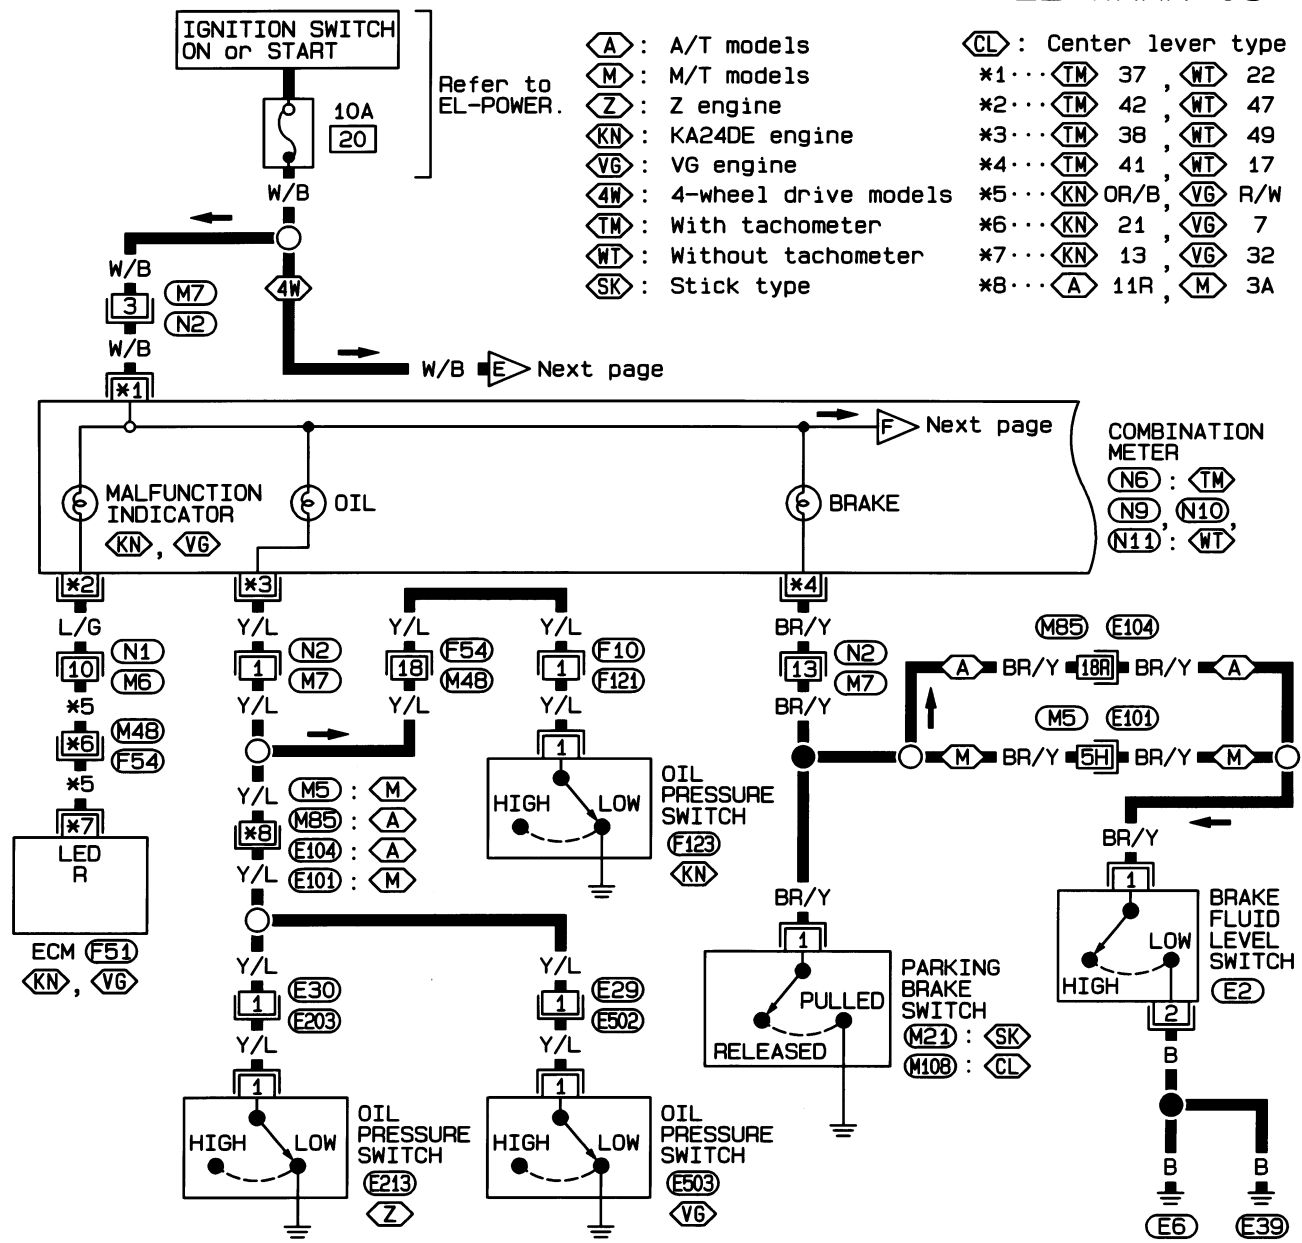 IGNITION SWITCH
ON or START
Refer to
EL-POWER.
10A
20
W/B
A : A/T models
M : M/T models
Z : Z engine
KN : KA24DE engine
VG : VG engine
4W : 4-wheel drive models
TM : With tachometer
WT : Without tachometer
SK : Stick type
CL : Center lever type
*1··· TM 37 , WT 22
*2··· TM 42 , WT 47
*3··· TM 38 , WT 49
*4··· TM 41 , WT 17
*5··· KN OR/B , VG R/W
*6··· KN 21 , VG 7
*7··· KN 13 , VG 32
*8··· A 11R , M 3A
W/B
3
M7
N2
W/B
*1
4W
W/B E Next page
F Next page
COMBINATION
METER
N6 : TM
N9 , N10 ,
N11 : WT
MALFUNCTION
INDICATOR
KN , VG
OIL
BRAKE
*2
L/G
10
N1
M6
*5
*6
M48
F54
*5
*7
LED
R
ECM F51
KN , VG
*3
Y/L
1
N2
M7
Y/L
Y/L
*8
M5 : M
M85 : A
E104 : A
E101 : M
Y/L
Y/L
18
F54
M48
Y/L
Y/L
1
F10
F121
Y/L
1
HIGH
LOW
OIL
PRESSURE
SWITCH
F123
KN
Y/L
1
E30
E203
Y/L
1
HIGH
LOW
OIL
PRESSURE
SWITCH
E213
Z
Y/L
1
E29
E502
Y/L
1
HIGH
LOW
OIL
PRESSURE
SWITCH
E503
VG
*4
BR/Y
13
N2
M7
BR/Y
BR/Y
1
PULLED
RELEASED
PARKING
BRAKE
SWITCH
M21 : SK
M108 : CL
M85 E104
A BR/Y 18R BR/Y A
M5 E101
M BR/Y 5H BR/Y M
BR/Y
1
LOW
HIGH
2
BRAKE
FLUID
LEVEL
SWITCH
E2
B
B
B
E6
E39